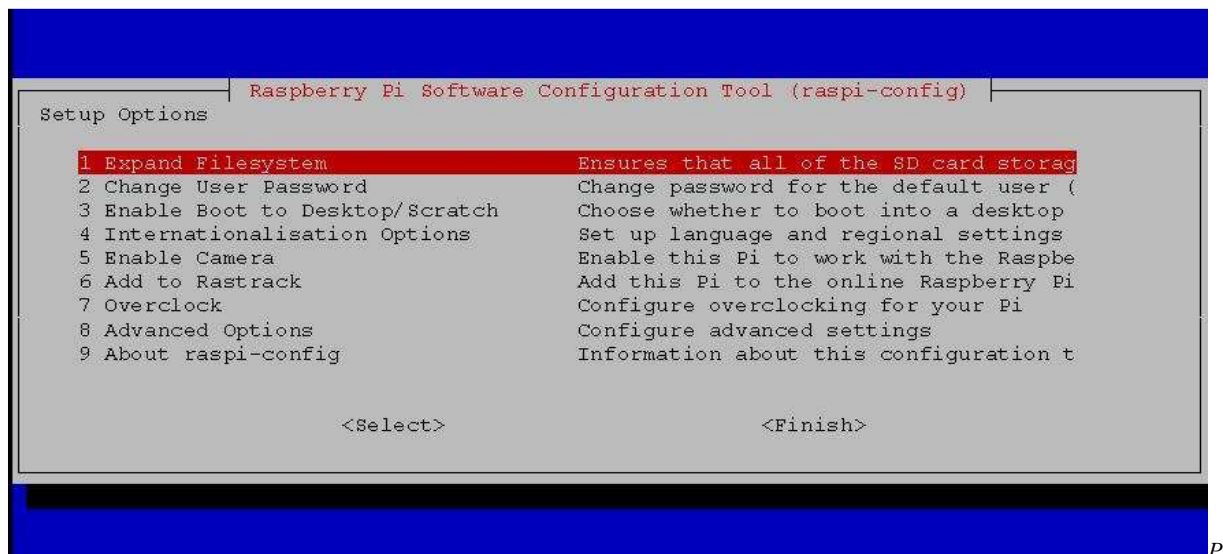 Raspberry Pi Software Configuration Tool (raspi-config)
Setup Options
1 Expand Filesystem Ensures that all of the SD card storag
2 Change User Password Change password for the default user (
3 Enable Boot to Desktop/Scratch Choose whether to boot into a desktop
4 Internationalisation Options Set up language and regional settings
5 Enable Camera Enable this Pi to work with the Raspbe
6 Add to Rastrack Add this Pi to the online Raspberry Pi
7 Overclock Configure overclocking for your Pi
8 Advanced Options Configure advanced settings
9 About raspi-config Information about this configuration t
<Select> <Finish>
P